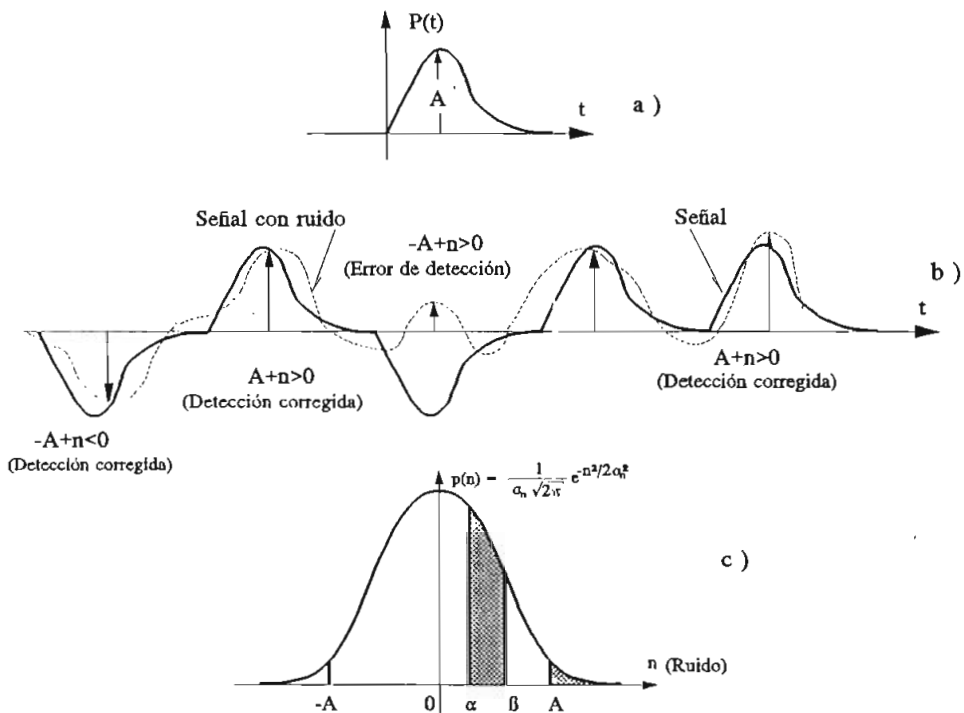 P(t)
A
t
a )
Señal con ruido
-A+n>0
(Error de detección)
Señal
b )
t
A+n>0
(Detección corregida)
A+n>0
(Detección corregida)
-A+n<0
(Detección corregida)
p(n) = 1/(σn √2π) e^-n²/2σn²
c )
n (Ruido)
-A 0 α β A